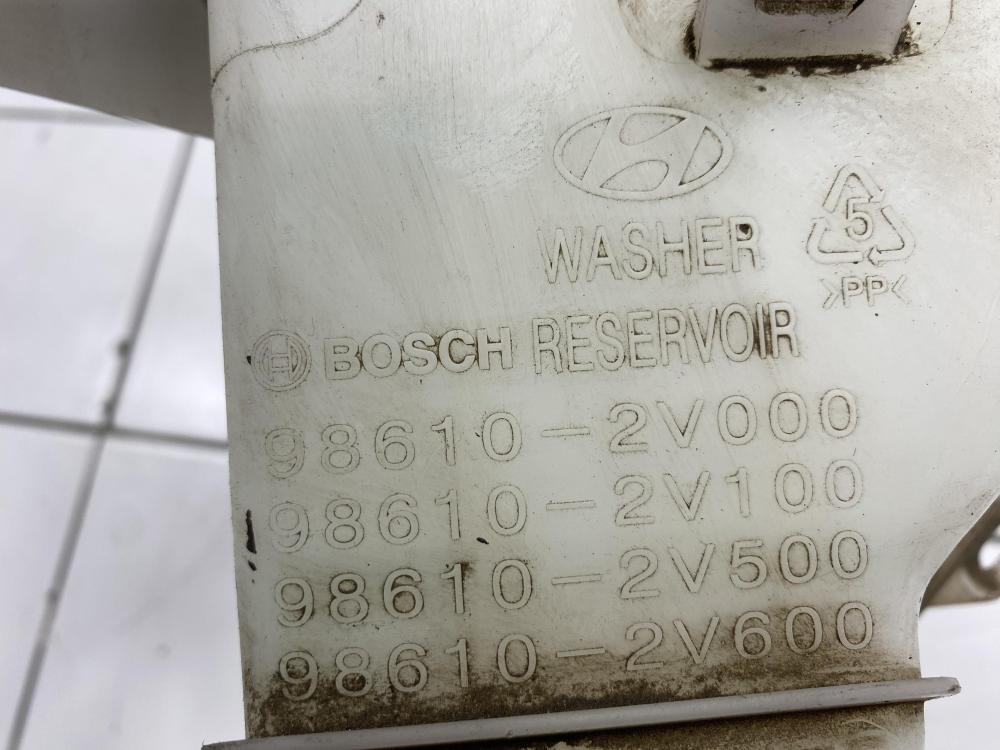 WASHER
5
>PP<
BOSCH RESERVOIR
98610-2V000
98610-2V100
98610-2V500
98610-2V600